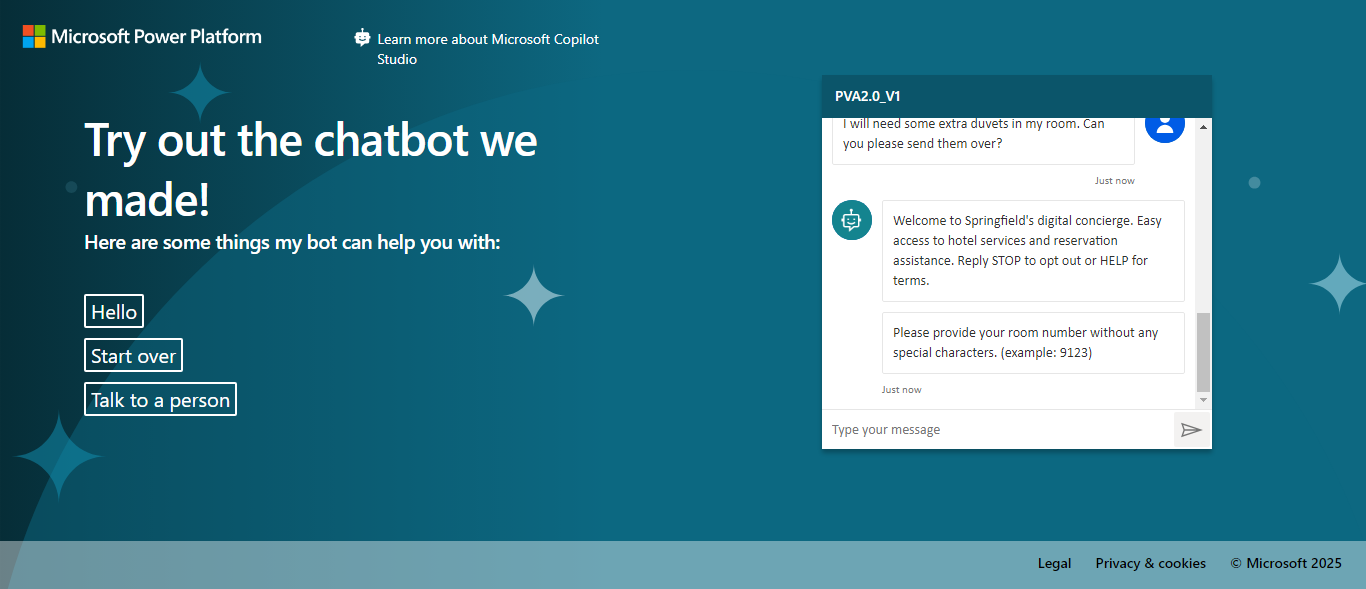 Microsoft Power Platform
Learn more about Microsoft Copilot
Studio
Try out the chatbot we
made!
Here are some things my bot can help you with:
Hello
Start over
Talk to a person
PVA2.0_V1
I will need some extra duvets in my room. Can
you please send them over?
Just now
Welcome to Springfield's digital concierge. Easy
access to hotel services and reservation
assistance. Reply STOP to opt out or HELP for
terms.
Please provide your room number without any
special characters. (example: 9123)
Just now
Type your message
Legal
Privacy & cookies
© Microsoft 2025